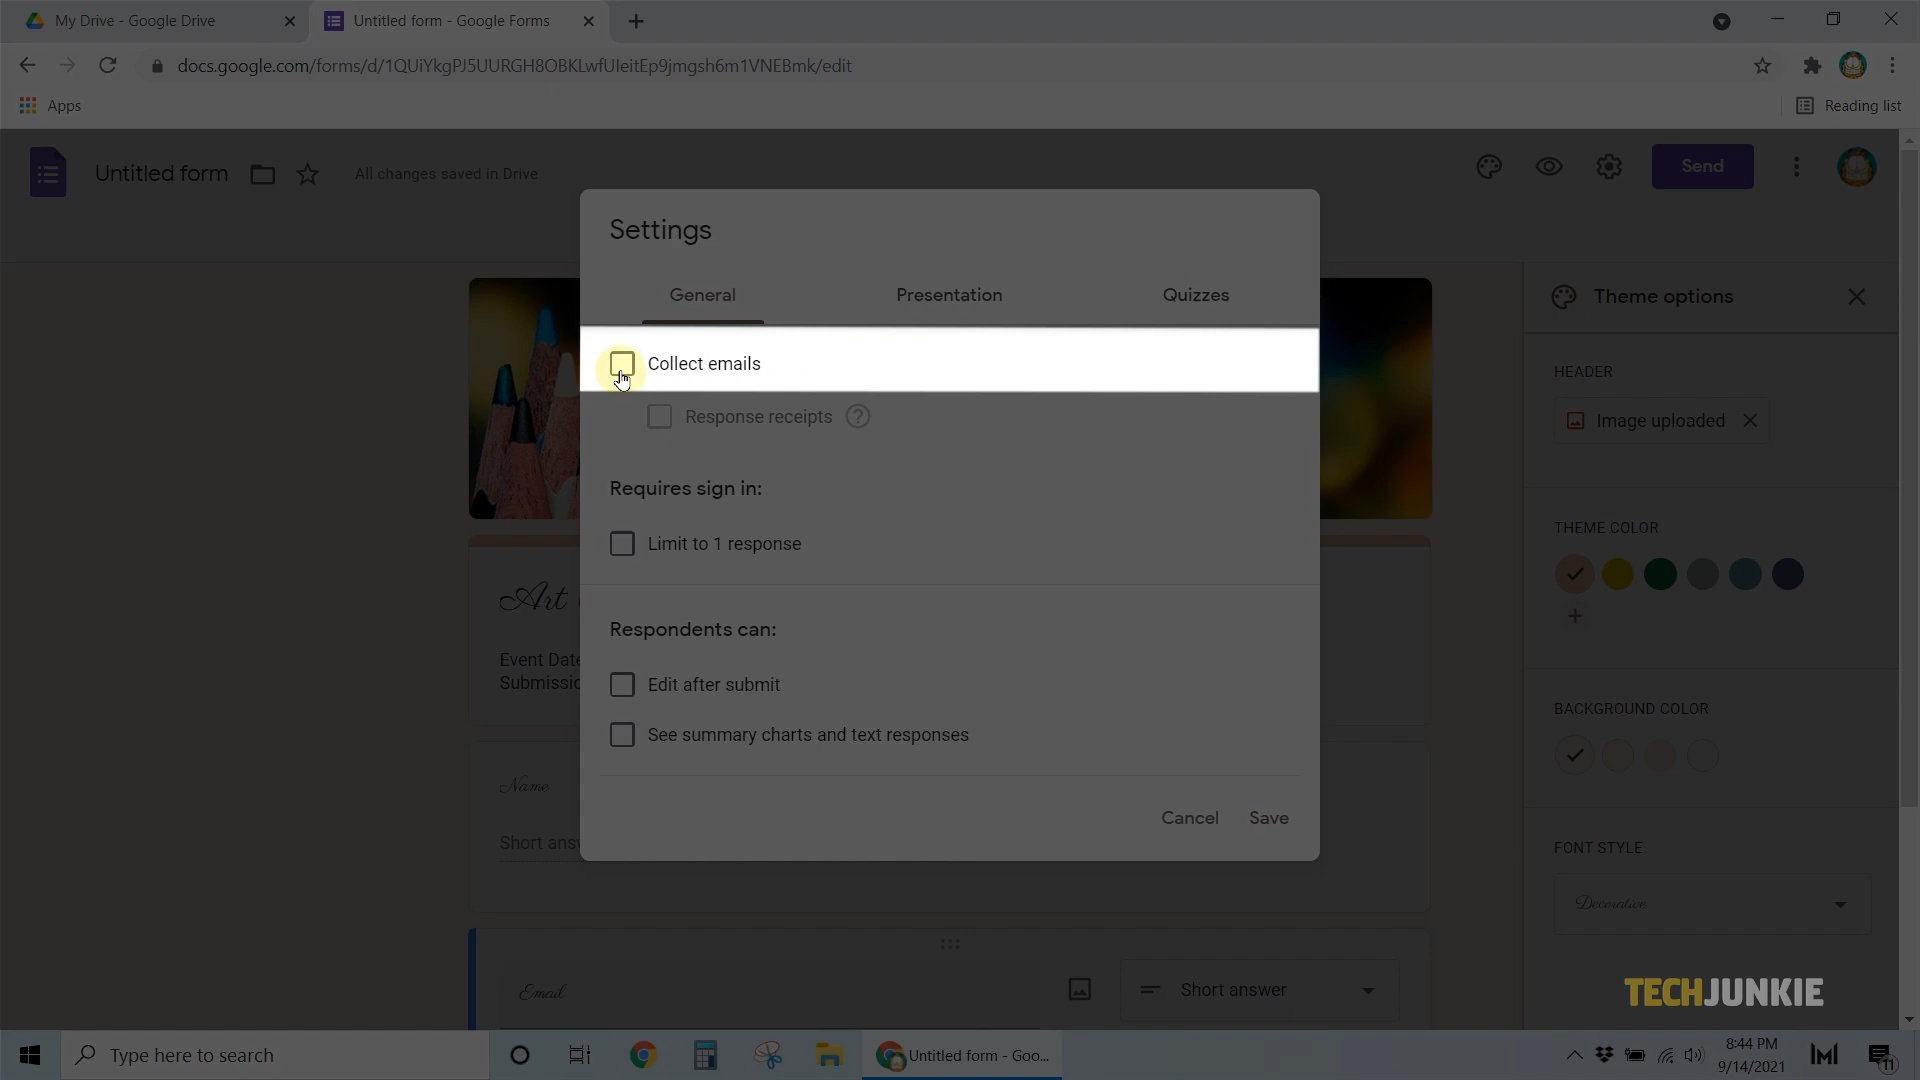 My Drive - Google Drive
Untitled form - Google Forms
docs.google.com/forms/d/1QUiYkgPJ5UURGH8OBKLwfUIeitEp9jmgsh6m1VNEBmk/edit
Apps
Reading list
Untitled form
All changes saved in Drive
Send
Settings
General
Presentation
Quizzes
Collect emails
Response receipts
Requires sign in:
Limit to 1 response
Respondents can:
Edit after submit
See summary charts and text responses
Cancel
Save
Art
Event Date
Submissio
Name
Short ans
Email
Short answer
Theme options
HEADER
Image uploaded
THEME COLOR
BACKGROUND COLOR
FONT STYLE
Decorative
TECHJUNKIE
Type here to search
Untitled form - Goo...
8:44 PM
9/14/2021
11